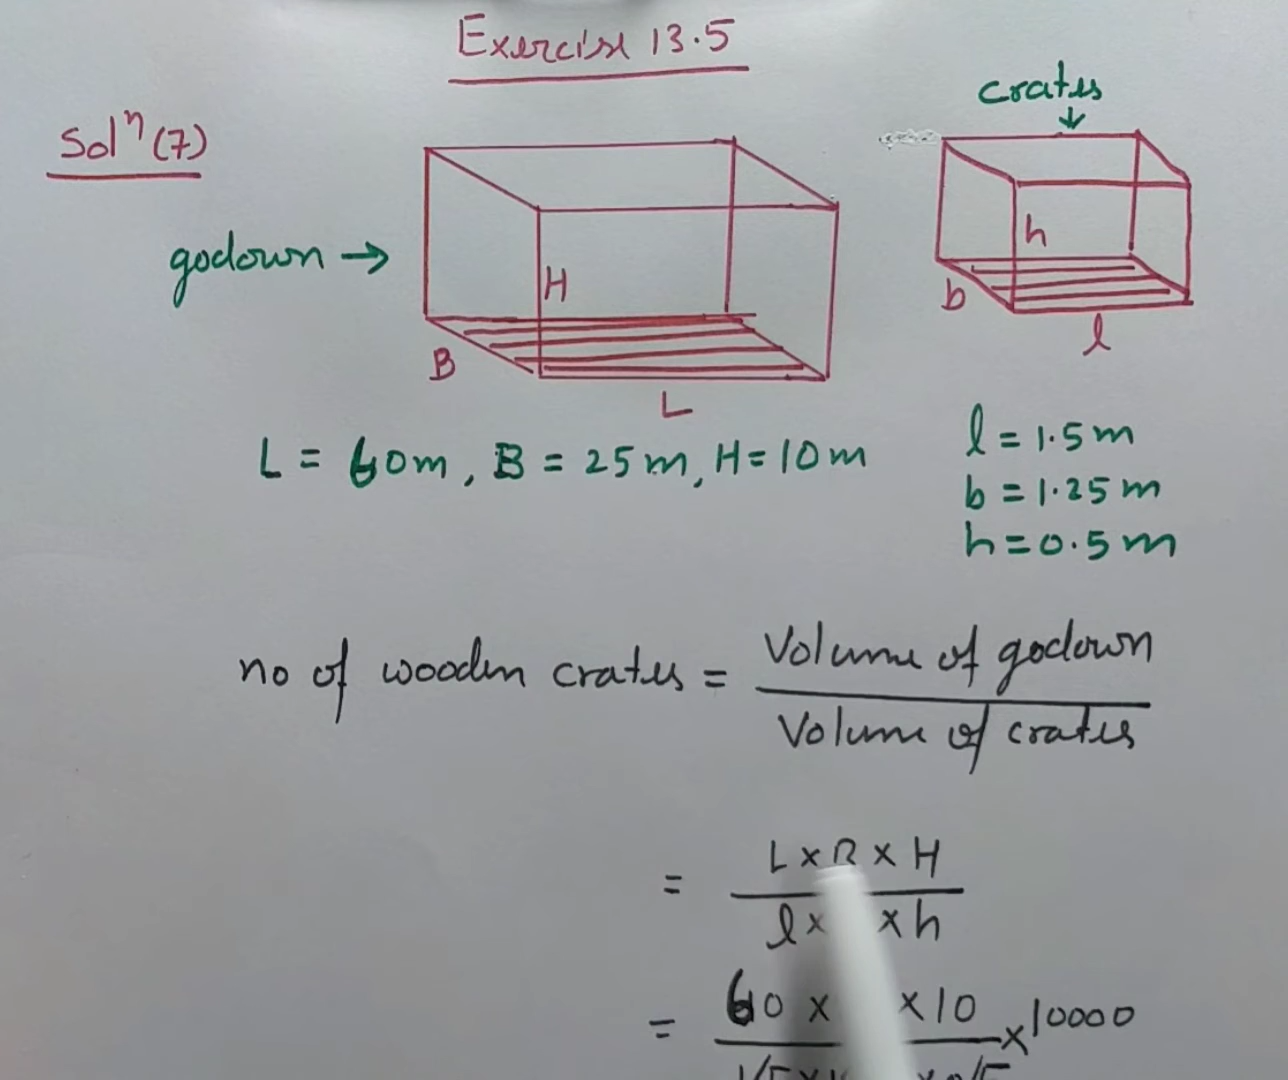 Exercise 13.5
crates
Solⁿ(7)
godown →
H
B
L
h
b
l
L = 60m, B = 25m, H = 10m
l = 1.5m
b = 1.25m
h = 0.5m
no of wooden crates = Volume of godown
Volume of crates
= L × B × H
l × × h
= 60 × × 10 × 10000